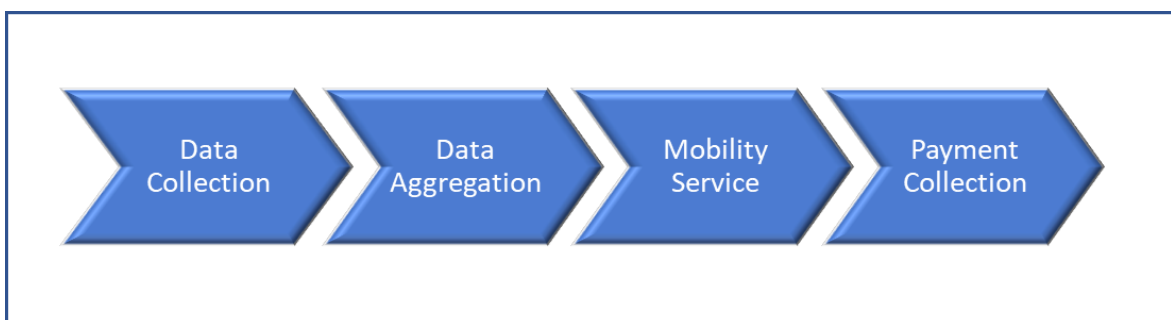 Data
Collection
Data
Aggregation
Mobility
Service
Payment
Collection